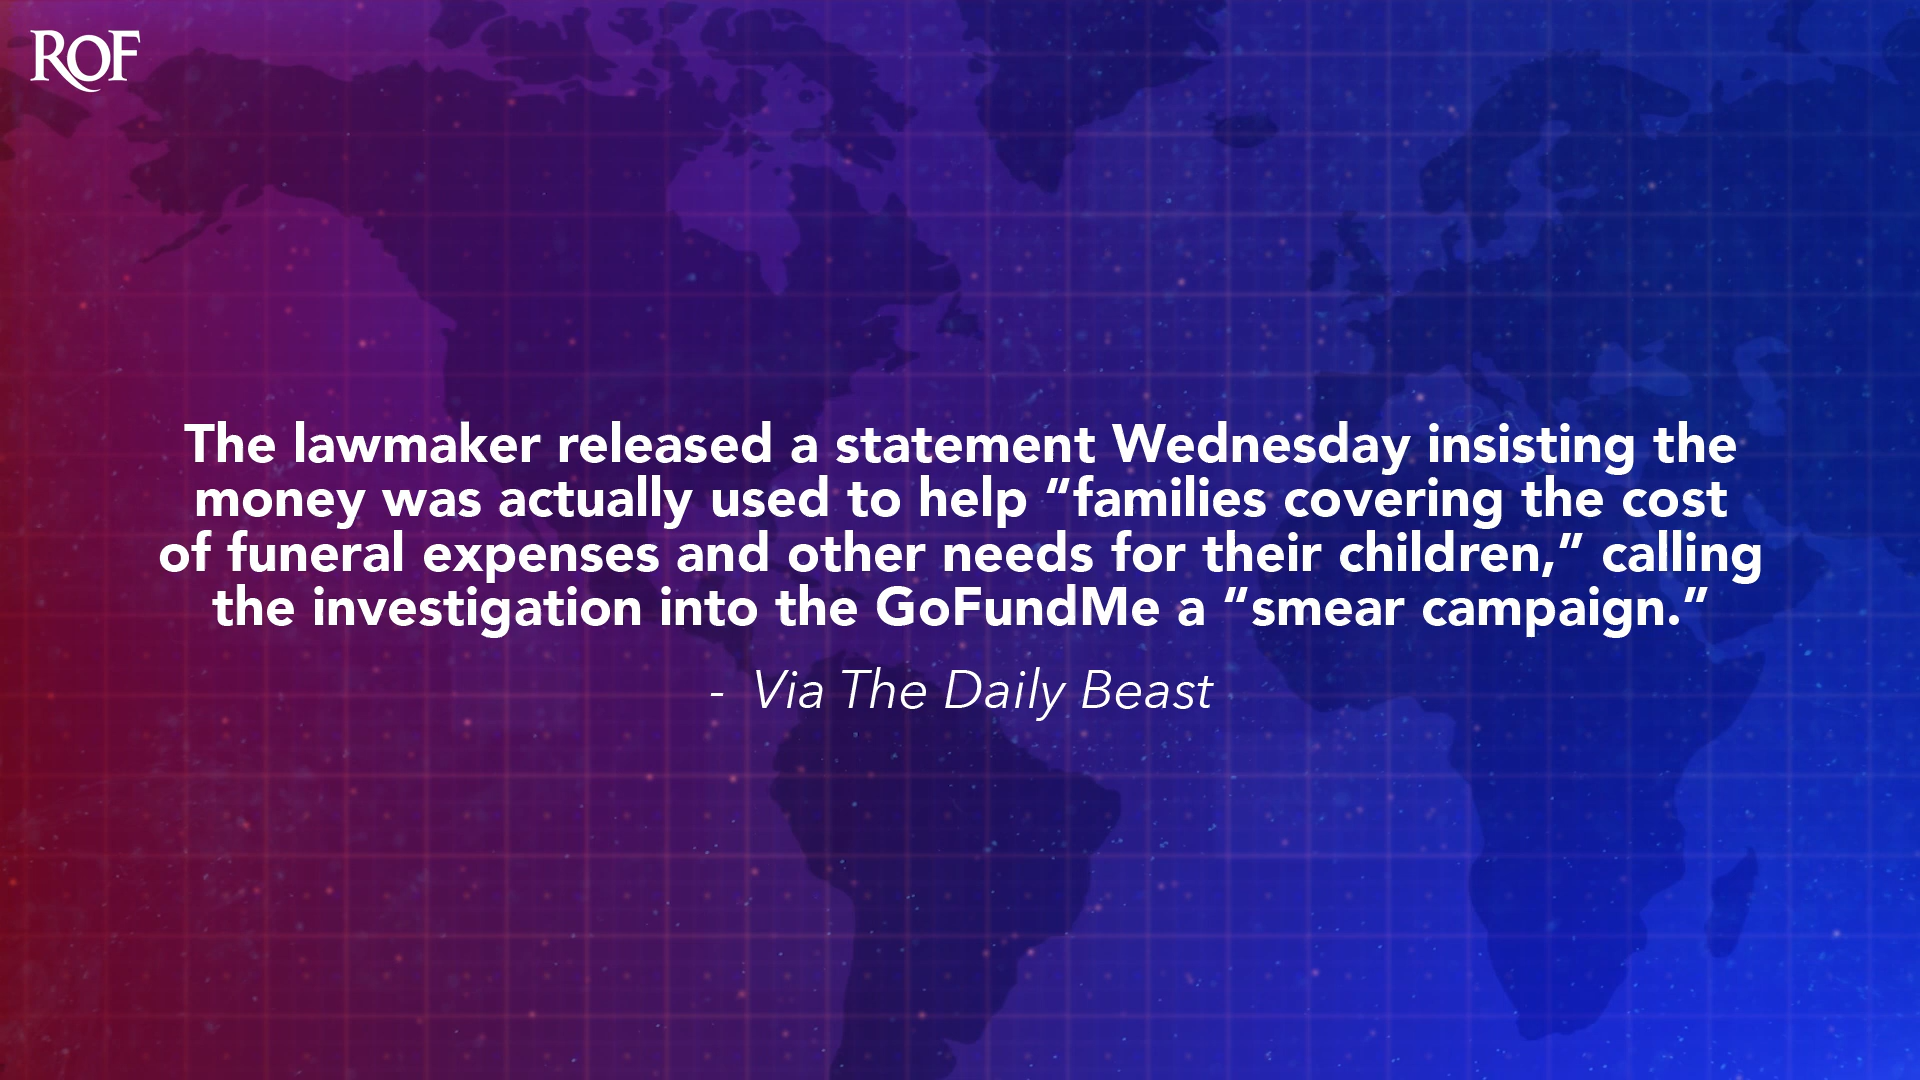 ROF
The lawmaker released a statement Wednesday insisting the
money was actually used to help “families covering the cost
of funeral expenses and other needs for their children,” calling
the investigation into the GoFundMe a “smear campaign.”
- Via The Daily Beast